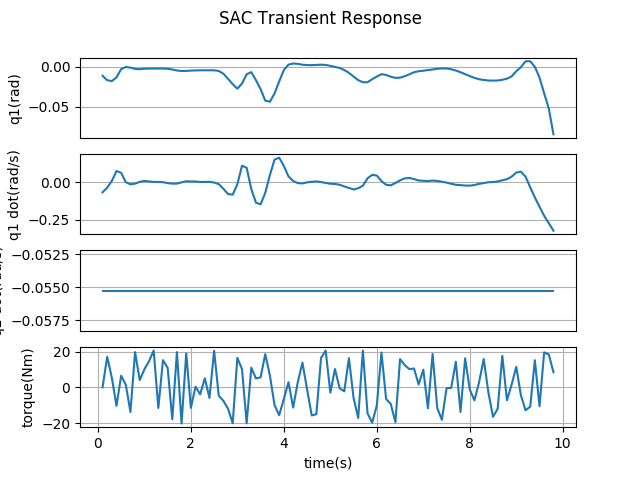 SAC Transient Response
q1(rad)
0.00
−0.05
q1 dot(rad/s)
0.00
−0.25
−0.0525
−0.0550
−0.0575
torque(Nm)
20
0
−20
0 2 4 6 8 10
time(s)